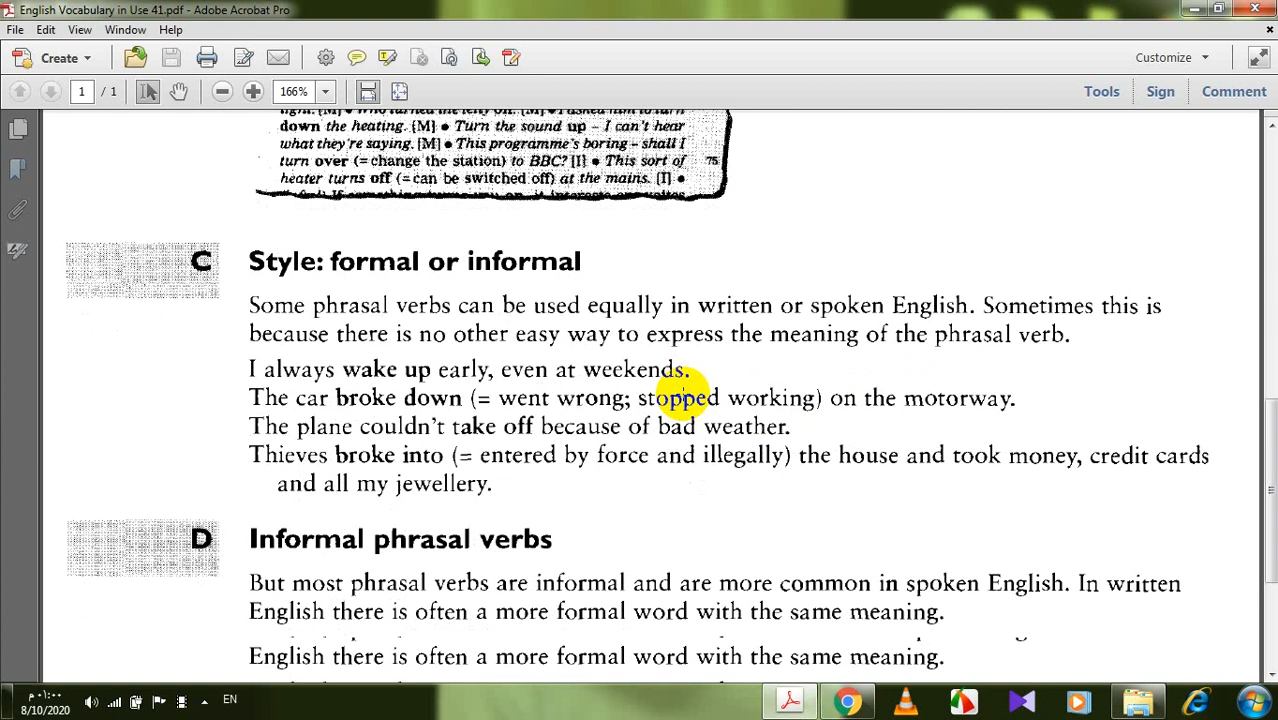 English Vocabulary in Use 41.pdf - Adobe Acrobat Pro
File Edit View Window Help
Create Customize
1 / 1 166% Tools Sign Comment
down the heating. [M] • Turn the sound up – I can't hear
what they're saying. [M] • This programme's boring – shall I
turn over (= change the station) to BBC? [I] • This sort of 75
heater turns off (= can be switched off) at the mains. [I] •
C Style: formal or informal
Some phrasal verbs can be used equally in written or spoken English. Sometimes this is
because there is no other easy way to express the meaning of the phrasal verb.
I always wake up early, even at weekends.
The car broke down (= went wrong; stopped working) on the motorway.
The plane couldn't take off because of bad weather.
Thieves broke into (= entered by force and illegally) the house and took money, credit cards
and all my jewellery.
D Informal phrasal verbs
But most phrasal verbs are informal and are more common in spoken English. In written
English there is often a more formal word with the same meaning.
English there is often a more formal word with the same meaning.
EN
8/10/2020